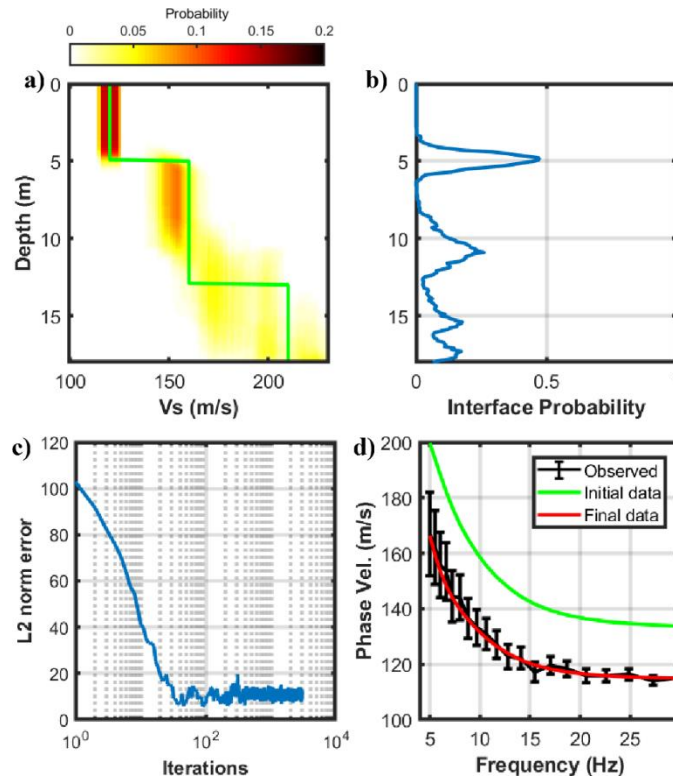 Probability
0 0.05 0.1 0.15 0.2
a)
0
5
10
15
Depth (m)
100 150 200
Vs (m/s)
b)
0
5
10
15
0 0.5
Interface Probability
c)
120
100
80
60
40
20
0
L2 norm error
10^0 10^2 10^4
Iterations
d)
200
180
160
140
120
100
Phase Vel. (m/s)
Observed
Initial data
Final data
5 10 15 20 25
Frequency (Hz)